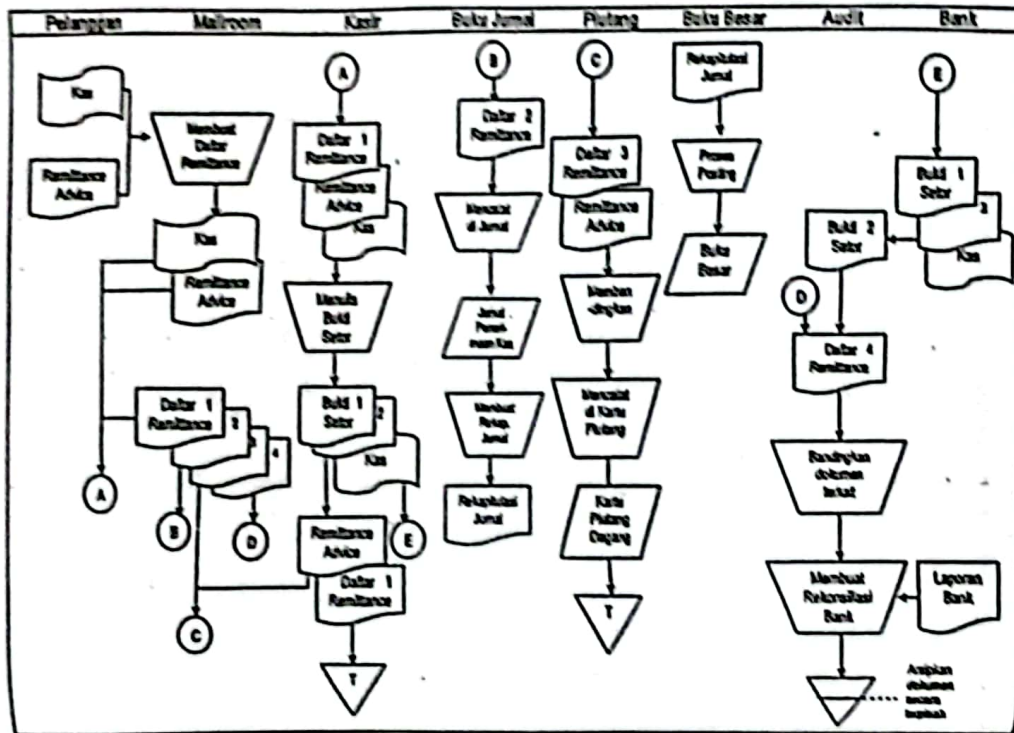 Pelanggan
Mailroom
Kasir
Buku Jurnal
Piutang
Buku Besar
Audit
Bank
Kas
Remittance
Advice
Membuat
Daftar
Remittance
Kas
Remittance
Advice
Daftar 1
Remittance
2
3
4
A
B
D
C
A
Daftar 1
Remittance
Remittance
Advice
Kas
Menulis
Bukti
Setor
Bukti 1
Setor
2
Kas
Remittance
Advice
E
Daftar 1
Remittance
T
B
Daftar 2
Remittance
Mencatat
di Jurnal
Jurnal
Kas
Membuat
Rekap.
Jurnal
Rekapitulasi
Jurnal
C
Daftar 3
Remittance
Remittance
Advice
Memban
-dingkan
Mencatat
di Kartu
Piutang
Kartu
Piutang
Dagang
T
Rekapitulasi
Jurnal
Proses
Posting
Buku
Besar
Bukti 2
Setor
D
Daftar 4
Remittance
Bandingkan
dokumen
terkait
Membuat
Rekonsiliasi
Bank
Arsipkan
dokumen
secara
terpisah
E
Bukti 1
Setor
Kas
Laporan
Bank